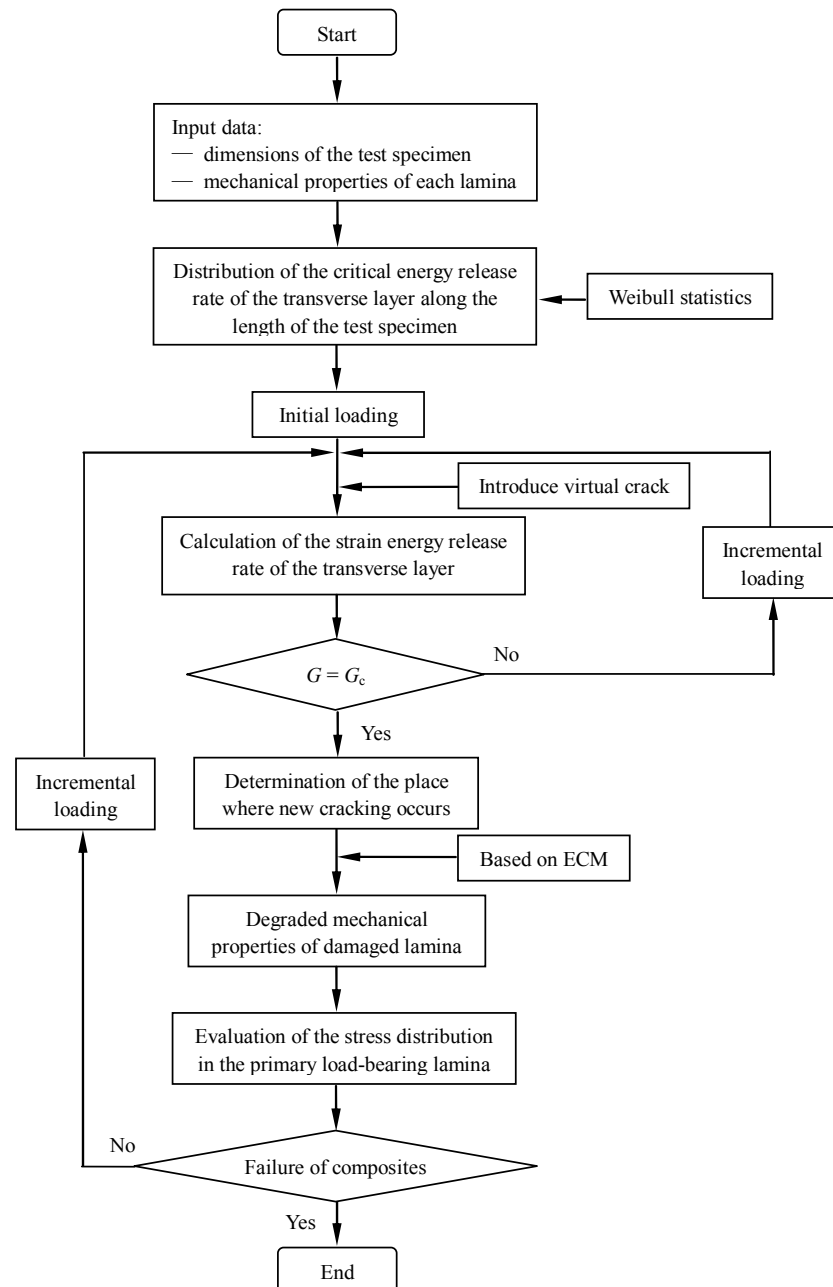 Start
Input data:
— dimensions of the test specimen
— mechanical properties of each lamina
Distribution of the critical energy release
rate of the transverse layer along the
length of the test specimen
Weibull statistics
Initial loading
Introduce virtual crack
Calculation of the strain energy release
rate of the transverse layer
Incremental
loading
G = Gc
No
Yes
Incremental
loading
Determination of the place
where new cracking occurs
Based on ECM
Degraded mechanical
properties of damaged lamina
Evaluation of the stress distribution
in the primary load-bearing lamina
No
Failure of composites
Yes
End